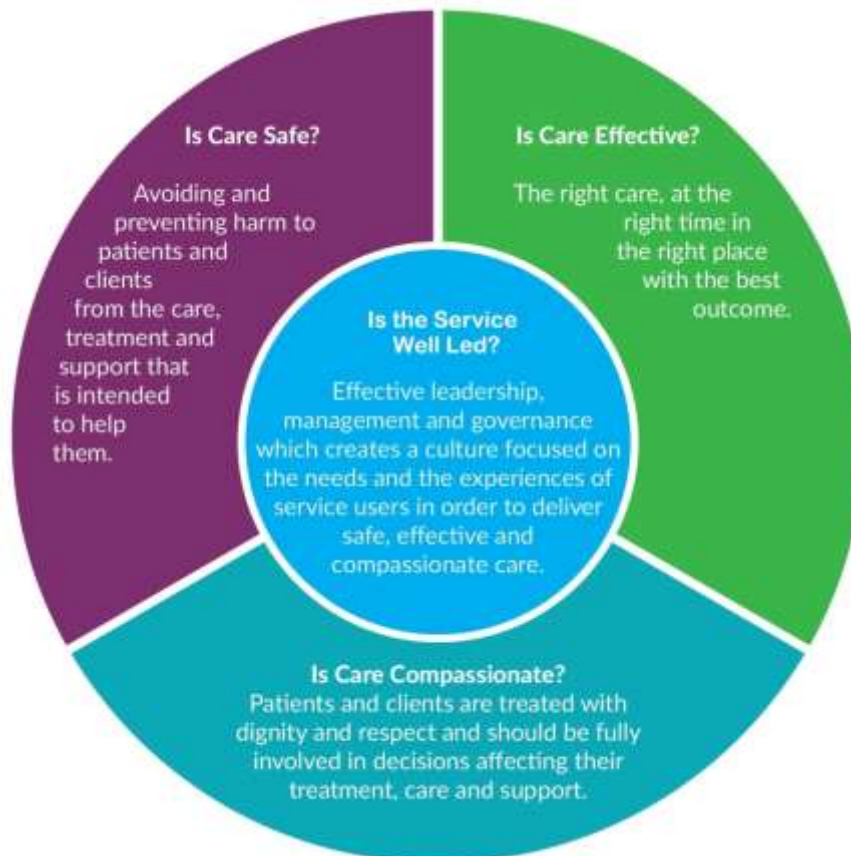 Is Care Safe?
Avoiding and
preventing harm to
patients and
clients
from the care,
treatment and
support that
is intended
to help
them.
Is Care Effective?
The right care, at the
right time in
the right place
with the best
outcome.
Is the Service
Well Led?
Effective leadership,
management and governance
which creates a culture focused on
the needs and the experiences of
service users in order to deliver
safe, effective and
compassionate care.
Is Care Compassionate?
Patients and clients are treated with
dignity and respect and should be fully
involved in decisions affecting their
treatment, care and support.